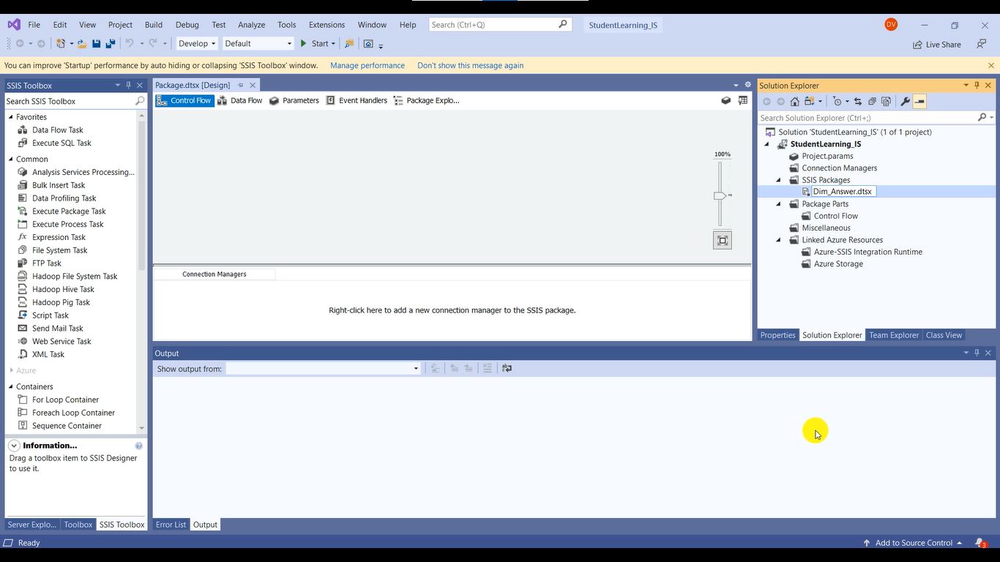 File Edit View Project Build Debug Test Analyze Tools Extensions Window Help Search (Ctrl+Q) StudentLearning_IS DV
Develop Default Start Live Share
You can improve 'Startup' performance by auto hiding or collapsing 'SSIS Toolbox' window. Manage performance Don't show this message again
SSIS Toolbox
Search SSIS Toolbox
Favorites
Data Flow Task
Execute SQL Task
Common
Analysis Services Processing...
Bulk Insert Task
Data Profiling Task
Execute Package Task
Execute Process Task
Expression Task
File System Task
FTP Task
Hadoop File System Task
Hadoop Hive Task
Hadoop Pig Task
Script Task
Send Mail Task
Web Service Task
XML Task
Azure
Containers
For Loop Container
Foreach Loop Container
Sequence Container
Information...
Drag a toolbox item to SSIS Designer
to use it.
Server Explo... Toolbox SSIS Toolbox
Package.dtsx [Design]
Control Flow Data Flow Parameters Event Handlers Package Explo...
100%
Connection Managers
Right-click here to add a new connection manager to the SSIS package.
Output
Show output from:
Error List Output
Solution Explorer
Search Solution Explorer (Ctrl+;)
Solution 'StudentLearning_IS' (1 of 1 project)
StudentLearning_IS
Project.params
Connection Managers
SSIS Packages
Dim_Answer.dtsx
Package Parts
Control Flow
Miscellaneous
Linked Azure Resources
Azure-SSIS Integration Runtime
Azure Storage
Properties Solution Explorer Team Explorer Class View
Ready Add to Source Control 3